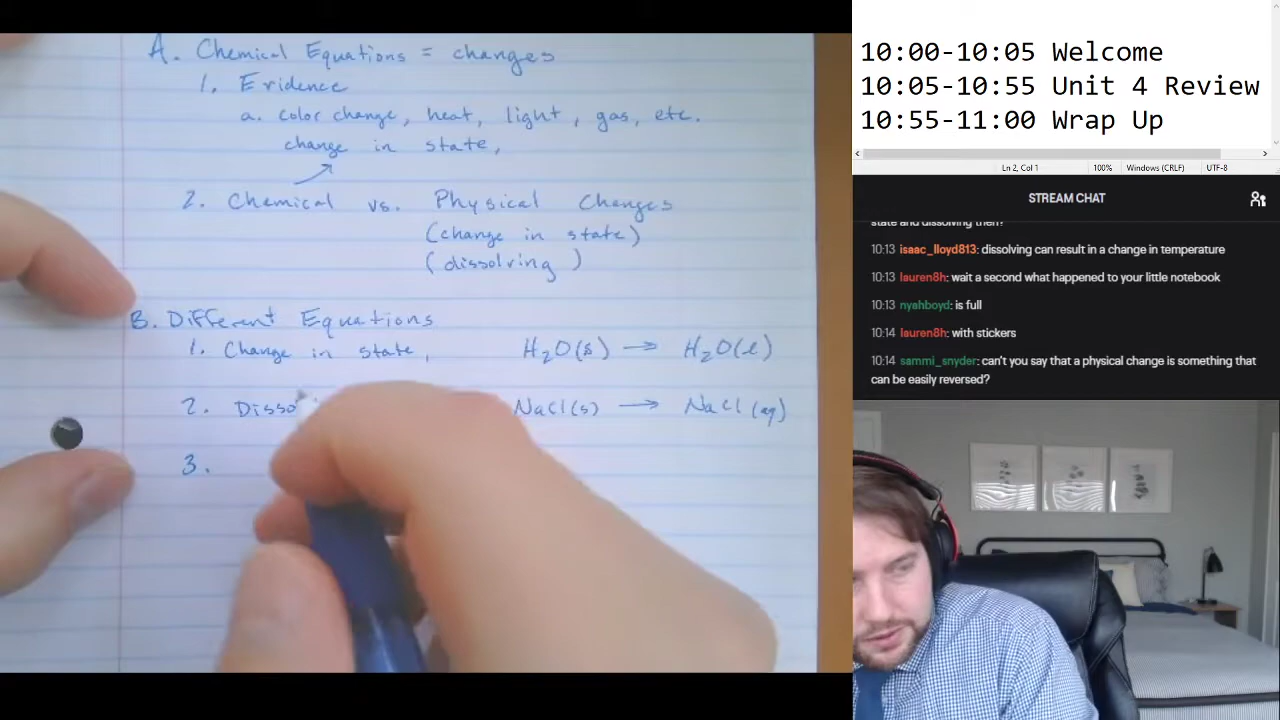 A. Chemical Equations = changes
1. Evidence
a. color change, heat, light, gas, etc.
change in state,
2. Chemical vs. Physical Changes
(change in state)
(dissolving)
B. Different Equations
1. Change in state, H₂O(s) → H₂O(l)
2. Disso NaCl(s) → NaCl(aq)
3.
10:00-10:05 Welcome
10:05-10:55 Unit 4 Review
10:55-11:00 Wrap Up
Ln 2, Col 1 100% Windows (CRLF) UTF-8
STREAM CHAT
state and dissolving then?
10:13 isaac_lloyd813: dissolving can result in a change in temperature
10:13 lauren8h: wait a second what happened to your little notebook
10:13 nyahboyd: is full
10:14 lauren8h: with stickers
10:14 sammi_snyder: can't you say that a physical change is something that
can be easily reversed?